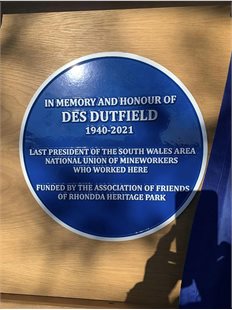 IN MEMORY AND HONOUR OF
DES DUTFIELD
1940-2021
LAST PRESIDENT OF THE SOUTH WALES AREA
NATIONAL UNION OF MINEWORKERS
WHO WORKED HERE
FUNDED BY THE ASSOCIATION OF FRIENDS
OF RHONDDA HERITAGE PARK